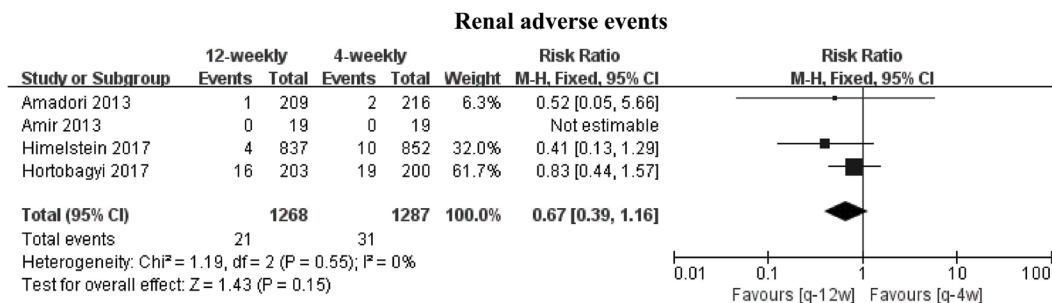 Renal adverse events
12-weekly 4-weekly Risk Ratio Risk Ratio
Study or Subgroup Events Total Events Total Weight M-H, Fixed, 95% CI M-H, Fixed, 95% CI
Amadori 2013 1 209 2 216 6.3% 0.52 [0.05, 5.66]
Amir 2013 0 19 0 19 Not estimable
Himelstein 2017 4 837 10 852 32.0% 0.41 [0.13, 1.29]
Hortobagyi 2017 16 203 19 200 61.7% 0.83 [0.44, 1.57]
Total (95% CI) 1268 1287 100.0% 0.67 [0.39, 1.16]
Total events 21 31
Heterogeneity: Chi² = 1.19, df = 2 (P = 0.55); I² = 0%
Test for overall effect: Z = 1.43 (P = 0.15)
0.01 0.1 1 10 100
Favours [q-12w] Favours [q-4w]